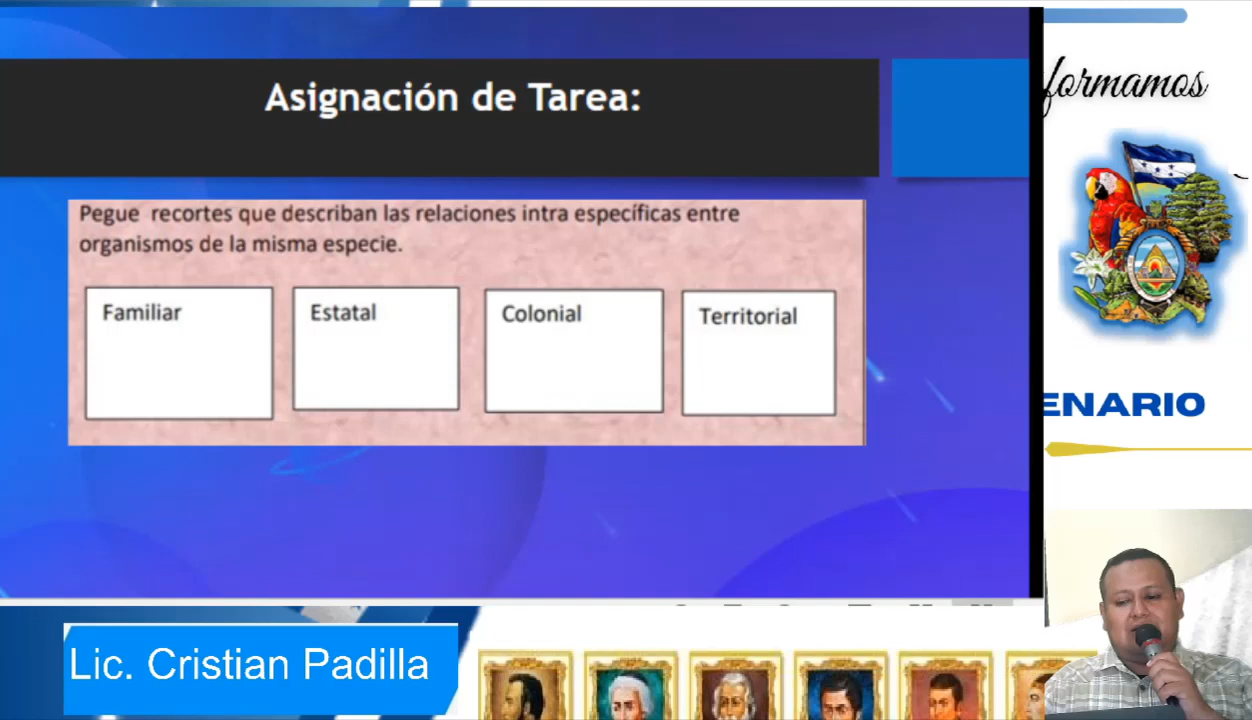 Asignación de Tarea:
Pegue recortes que describan las relaciones intra específicas entre
organismos de la misma especie.
Familiar
Estatal
Colonial
Territorial
formamos
ENARIO
Lic. Cristian Padilla